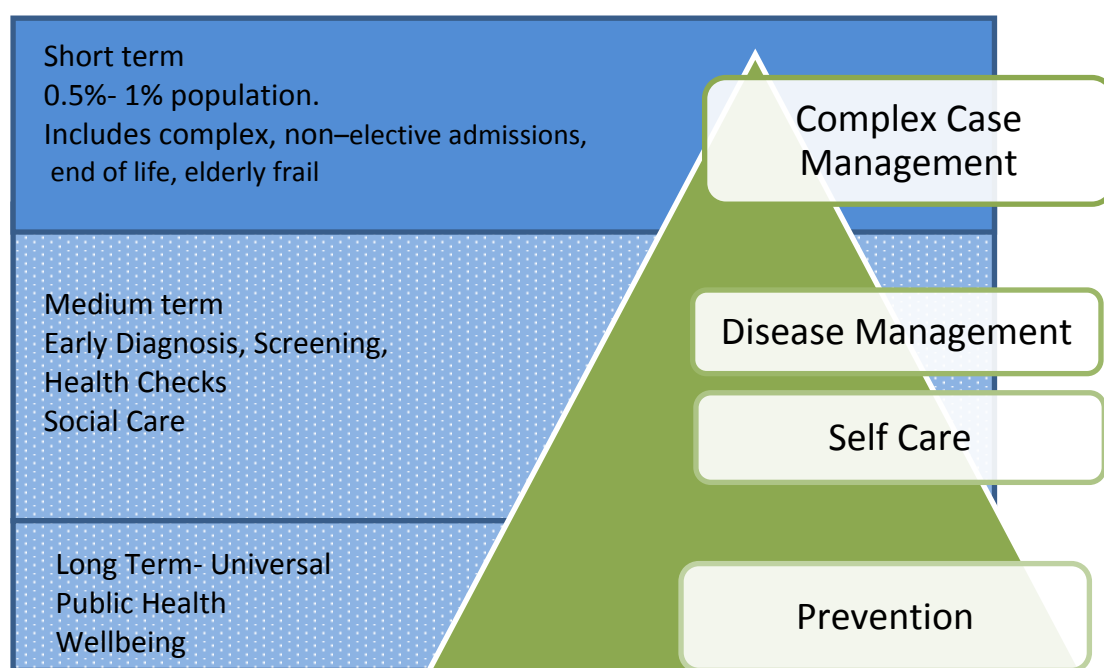 Short term
0.5%- 1% population.
Includes complex, non–elective admissions,
end of life, elderly frail
Complex Case
Management
Medium term
Early Diagnosis, Screening,
Health Checks
Social Care
Disease Management
Self Care
Long Term- Universal
Public Health
Wellbeing
Prevention